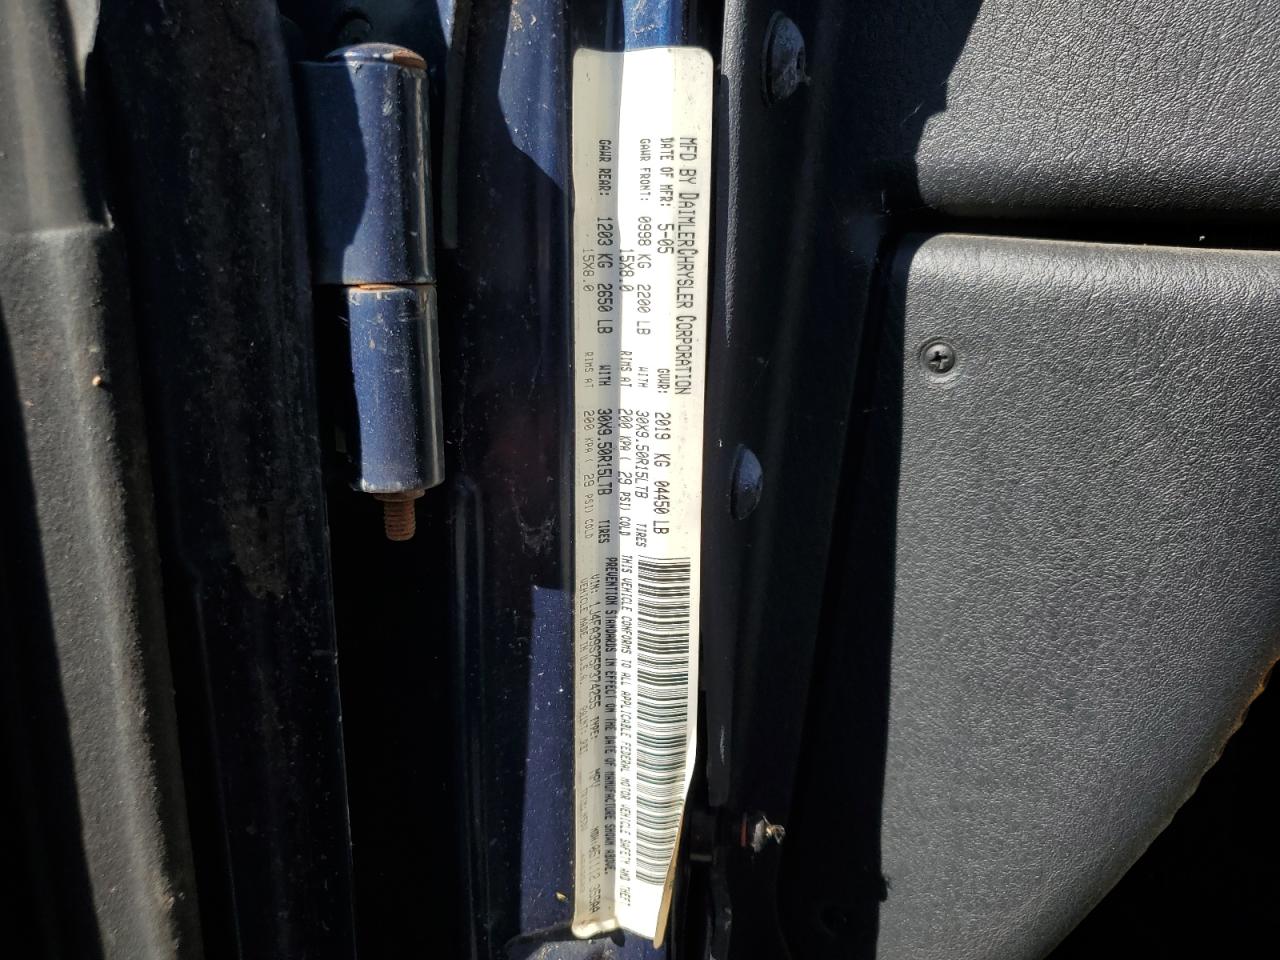 MFD BY DAIMLERCHRYSLER CORPORATION
DATE OF MFR: 5-05 GVWR: 2019 KG 04450 LB
GAWR FRONT: 0998 KG 2200 LB WITH 30X9.50R15LTB TIRES
15X8.0 RIMS AT 200 KPA ( 29 PSI) COLD
GAWR REAR: 1203 KG 2650 LB WITH 30X9.50R15LTB TIRES
15X8.0 RIMS AT 200 KPA ( 29 PSI) COLD
THIS VEHICLE CONFORMS TO ALL APPLICABLE FEDERAL MOTOR VEHICLE SAFETY AND THEFT
PREVENTION STANDARDS IN EFFECT ON THE DATE OF MANUFACTURE SHOWN ABOVE.
VIN: 1J4FA39S75P374255 TYPE: MPV MDH:
VEHICLE MADE IN U.S.A. PAINT: